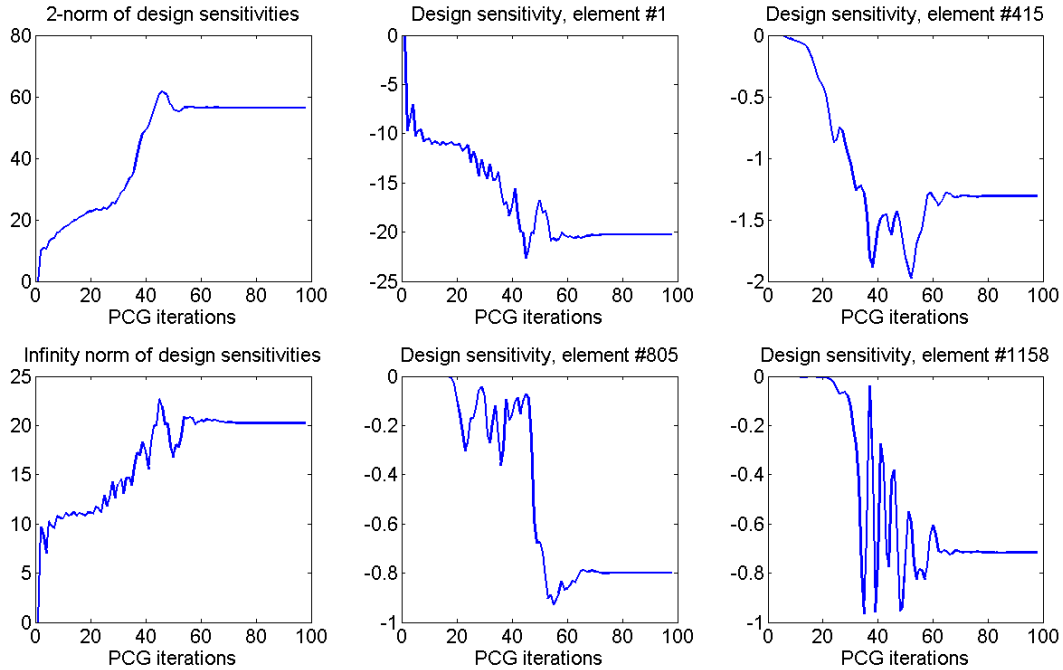 2-norm of design sensitivities
80
60
40
20
0
0 20 40 60 80 100
PCG iterations
Design sensitivity, element #1
0
-5
-10
-15
-20
-25
0 20 40 60 80 100
PCG iterations
Design sensitivity, element #415
0
-0.5
-1
-1.5
-2
0 20 40 60 80 100
PCG iterations
Infinity norm of design sensitivities
25
20
15
10
5
0
0 20 40 60 80 100
PCG iterations
Design sensitivity, element #805
0
-0.2
-0.4
-0.6
-0.8
-1
0 20 40 60 80 100
PCG iterations
Design sensitivity, element #1158
0
-0.2
-0.4
-0.6
-0.8
-1
0 20 40 60 80 100
PCG iterations